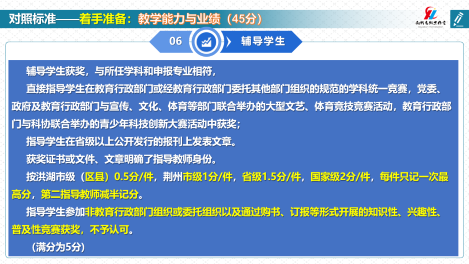 对照标准——着手准备：教学能力与业绩（45分）
06
辅导学生
辅导学生获奖，与所任学科和申报专业相符，
直接指导学生在教育行政部门或经教育行政部门委托其他部门组织的规范的学科统一竞赛，党委、
政府及教育行政部门与宣传、文化、体育等部门联合举办的大型文艺、体育竞技竞赛活动，教育行政部
门与科协联合举办的青少年科技创新大赛活动中获奖；
指导学生在省级以上公开发行的报刊上发表文章。
获奖证书或文件、文章明确了指导教师身份。
按洪湖市级（区县）0.5分/件，荆州市级1分/件，省级1.5分/件，国家级2分/件，每件只记一次最
高分，第二指导教师减半记分。
指导学生参加非教育行政部门组织或委托组织以及通过购书、订报等形式开展的知识性、兴趣性、
普及性竞赛获奖，不予认可。
（满分为5分）